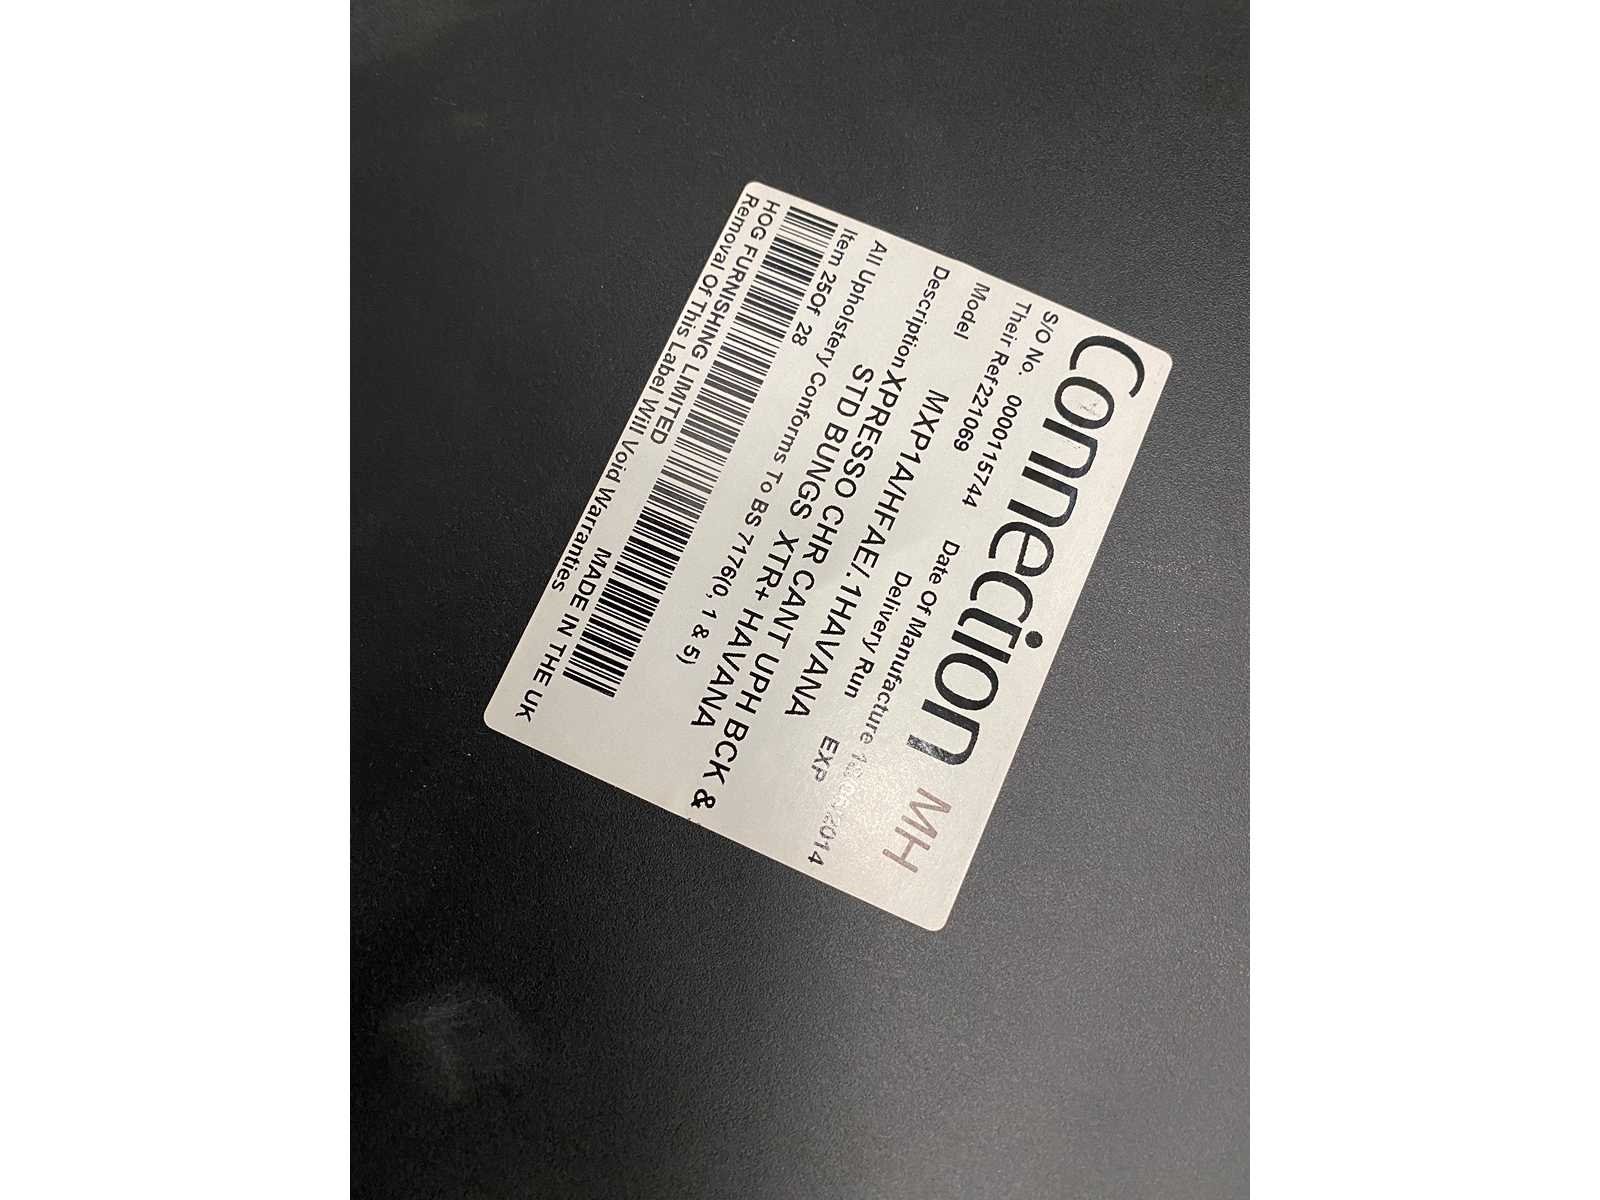 Connection MH
S/O No. 0000115744 Date Of Manufacture 2014
Their Ref 221069 Delivery Run EXP
Model MXP1A/HFAE/.1HAVANA
Description XPRESSO CHR CANT UPH BCK &
STD BUNGS XTR+ HAVANA
All Upholstery Conforms To BS 7176(0, 1 & 5)
Item 25Of 28
HOG FURNISHING LIMITED MADE IN THE UK
Removal Of This Label Will Void Warranties